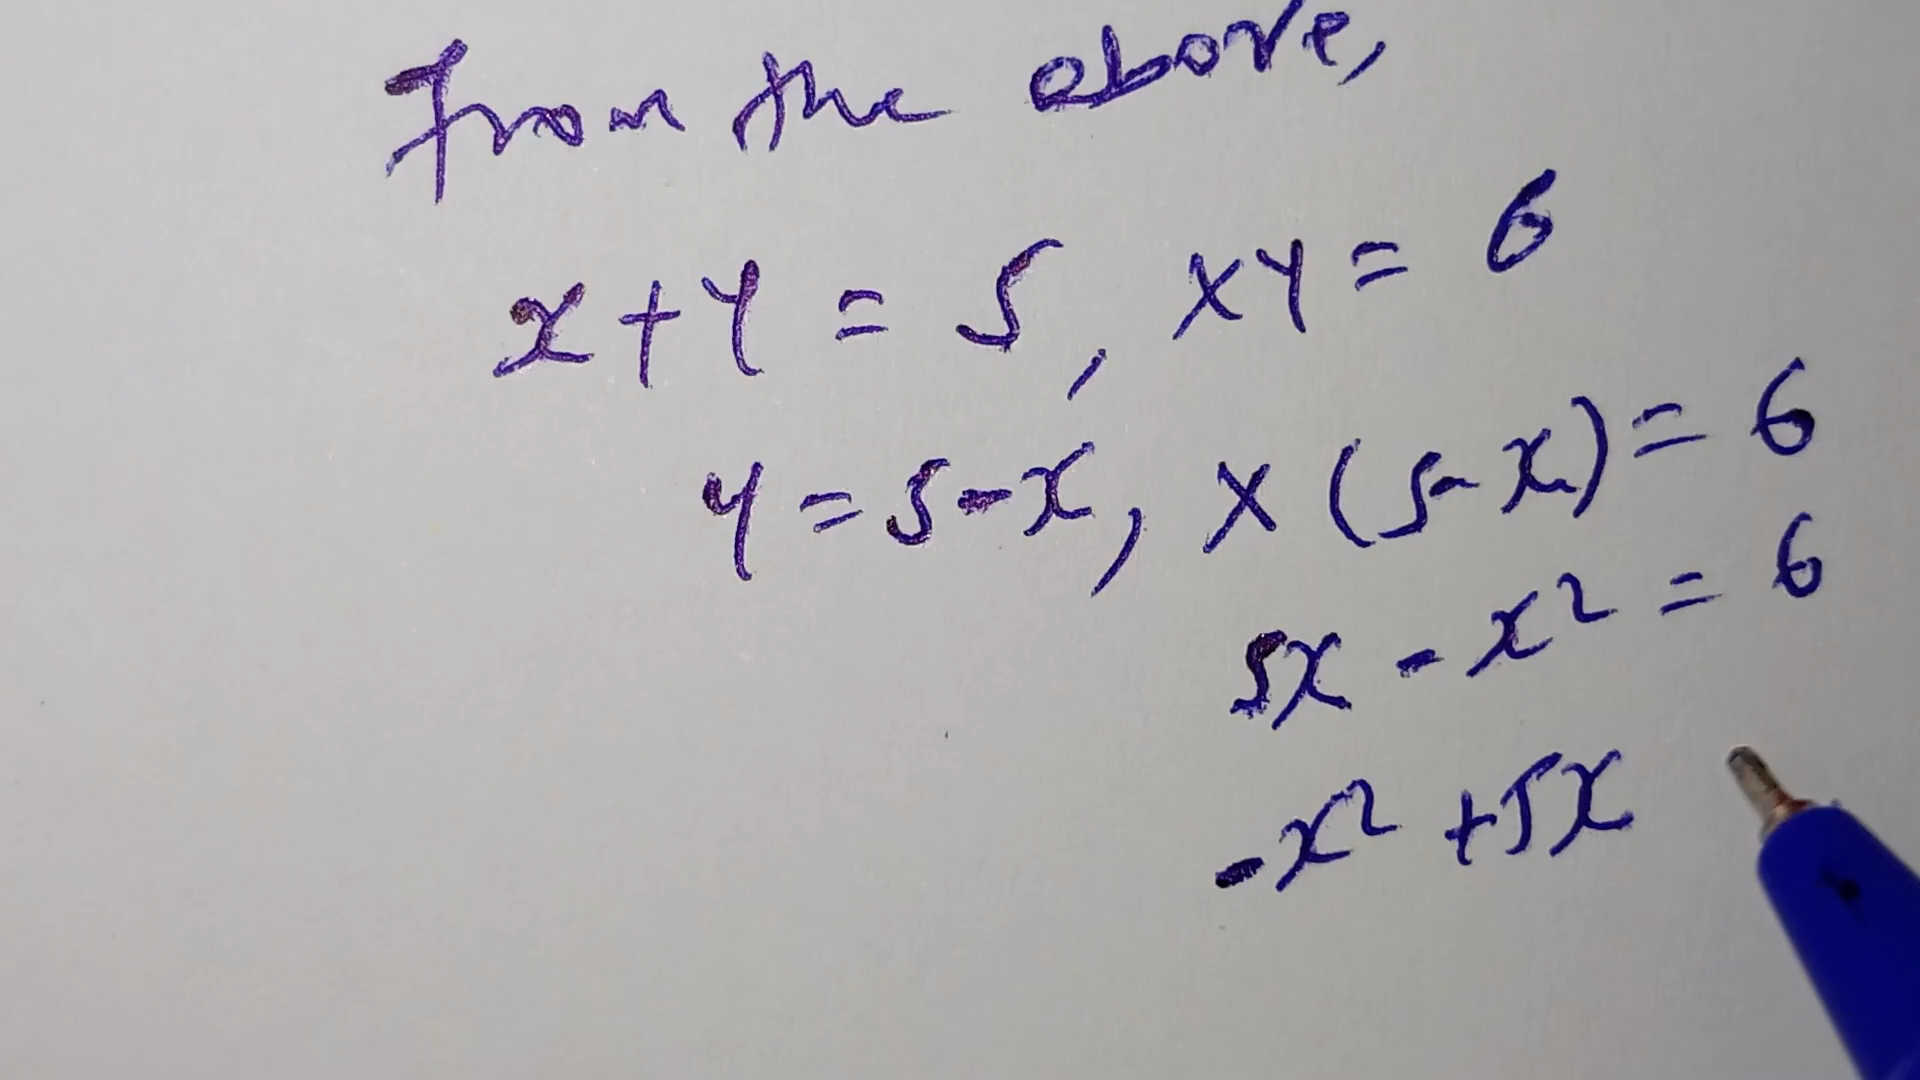 From the above,
x+y = 5, xy = 6
y = 5-x, x(5-x) = 6
5x - x² = 6
-x² +5x